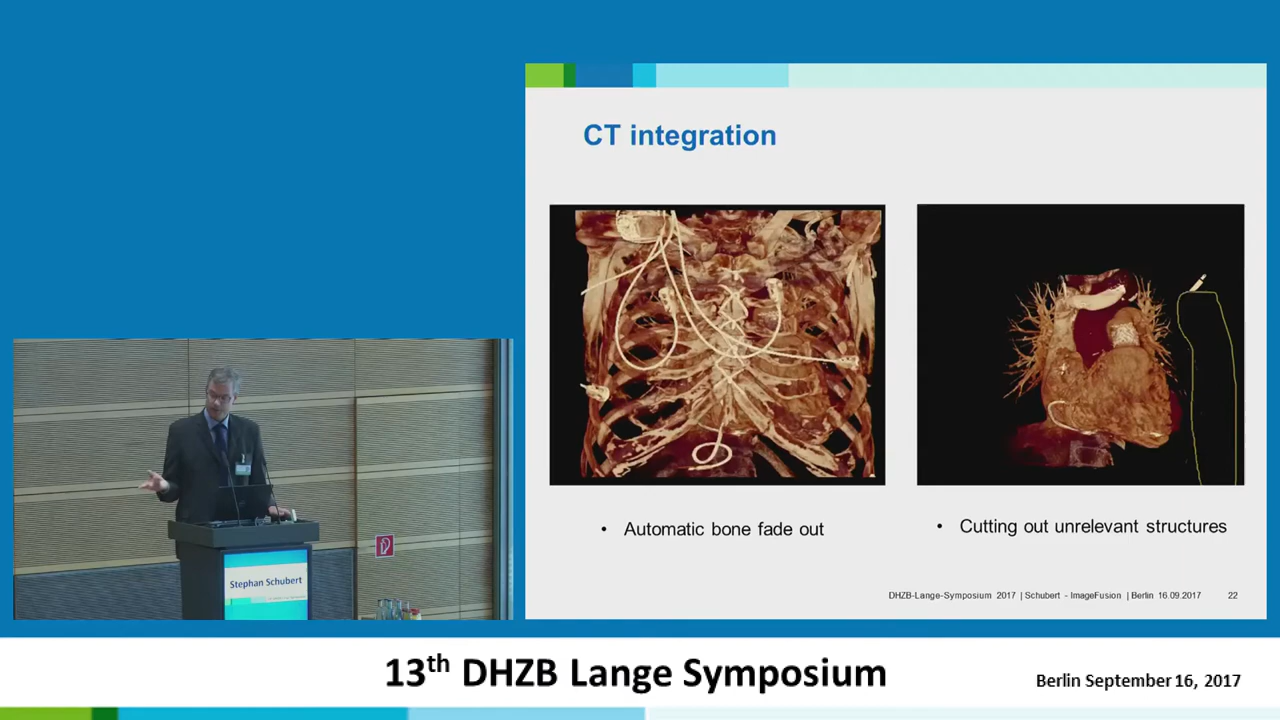 CT integration
• Automatic bone fade out
• Cutting out unrelevant structures
DHZB-Lange-Symposium 2017 | Schubert - ImageFusion | Berlin 16.09.2017 22
Stephan Schubert
13th DHZB Lange Symposium
Berlin September 16, 2017